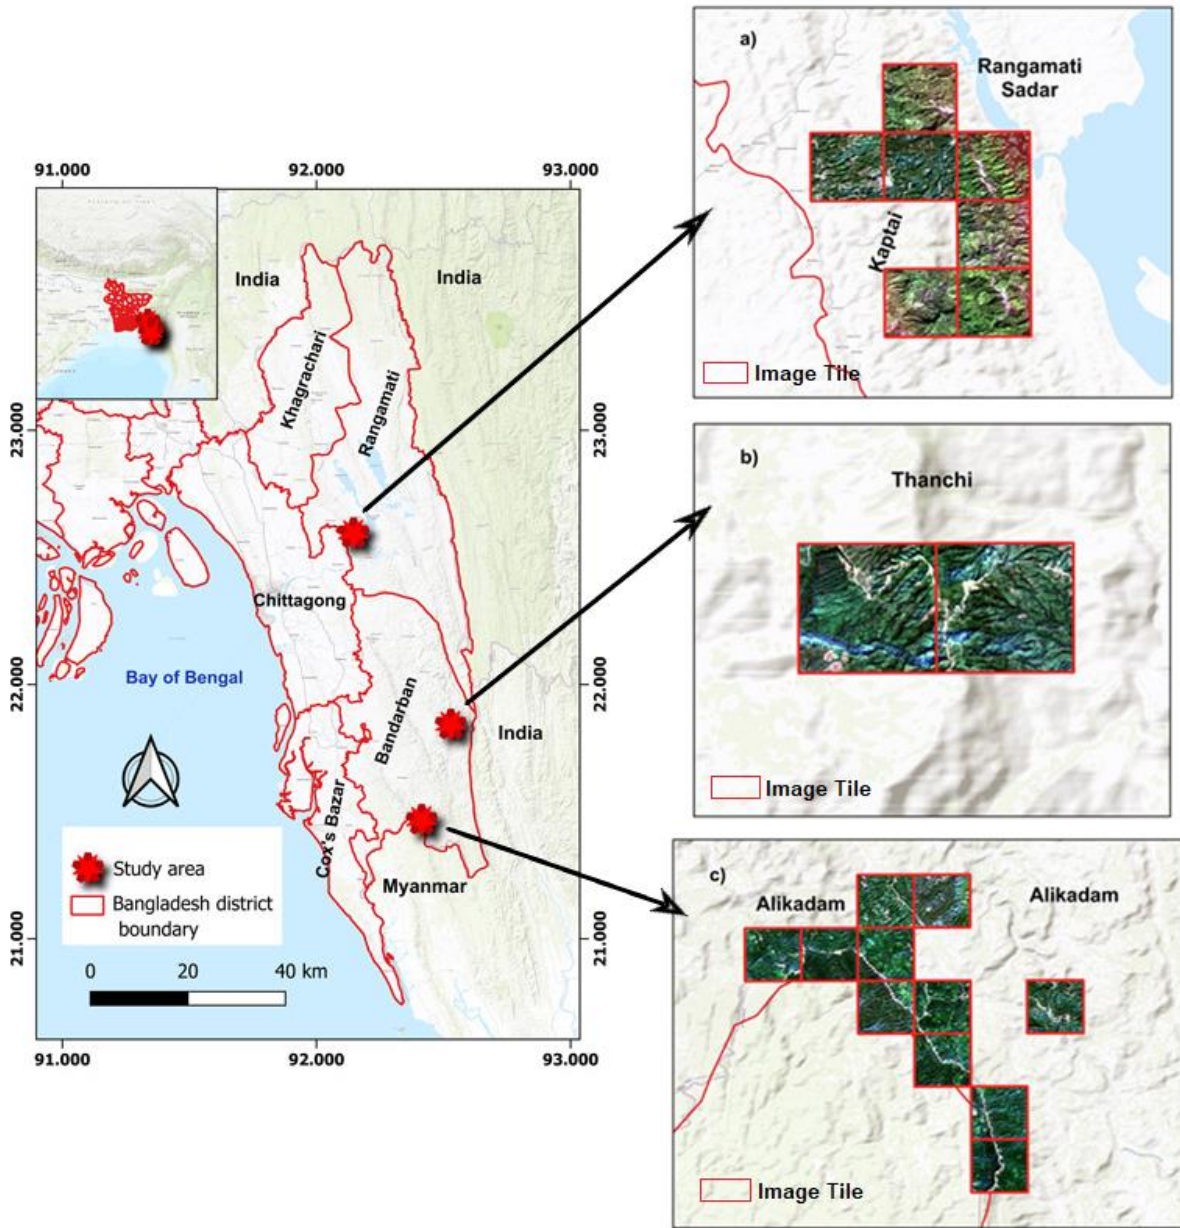 91.000
92.000
93.000
India
India
Khagrachari
Rangamati
23.000
23.000
Chittagong
Bay of Bengal
22.000
22.000
Bandarban
India
Cox's Bazar
Myanmar
Study area
Bangladesh district
boundary
21.000
21.000
0
20
40 km
91.000
92.000
93.000
a)
Rangamati
Sadar
Kaptai
Image Tile
b)
Thanchi
Image Tile
c)
Alikadam
Alikadam
Image Tile